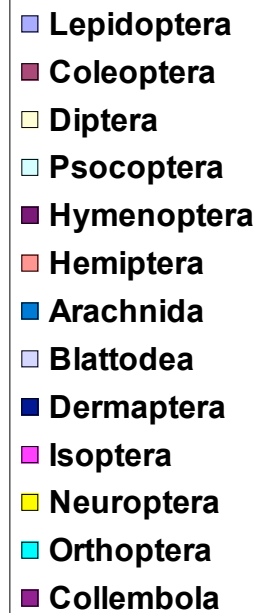 Lepidoptera
Coleoptera
Diptera
Psocoptera
Hymenoptera
Hemiptera
Arachnida
Blattodea
Dermaptera
Isoptera
Neuroptera
Orthoptera
Collembola